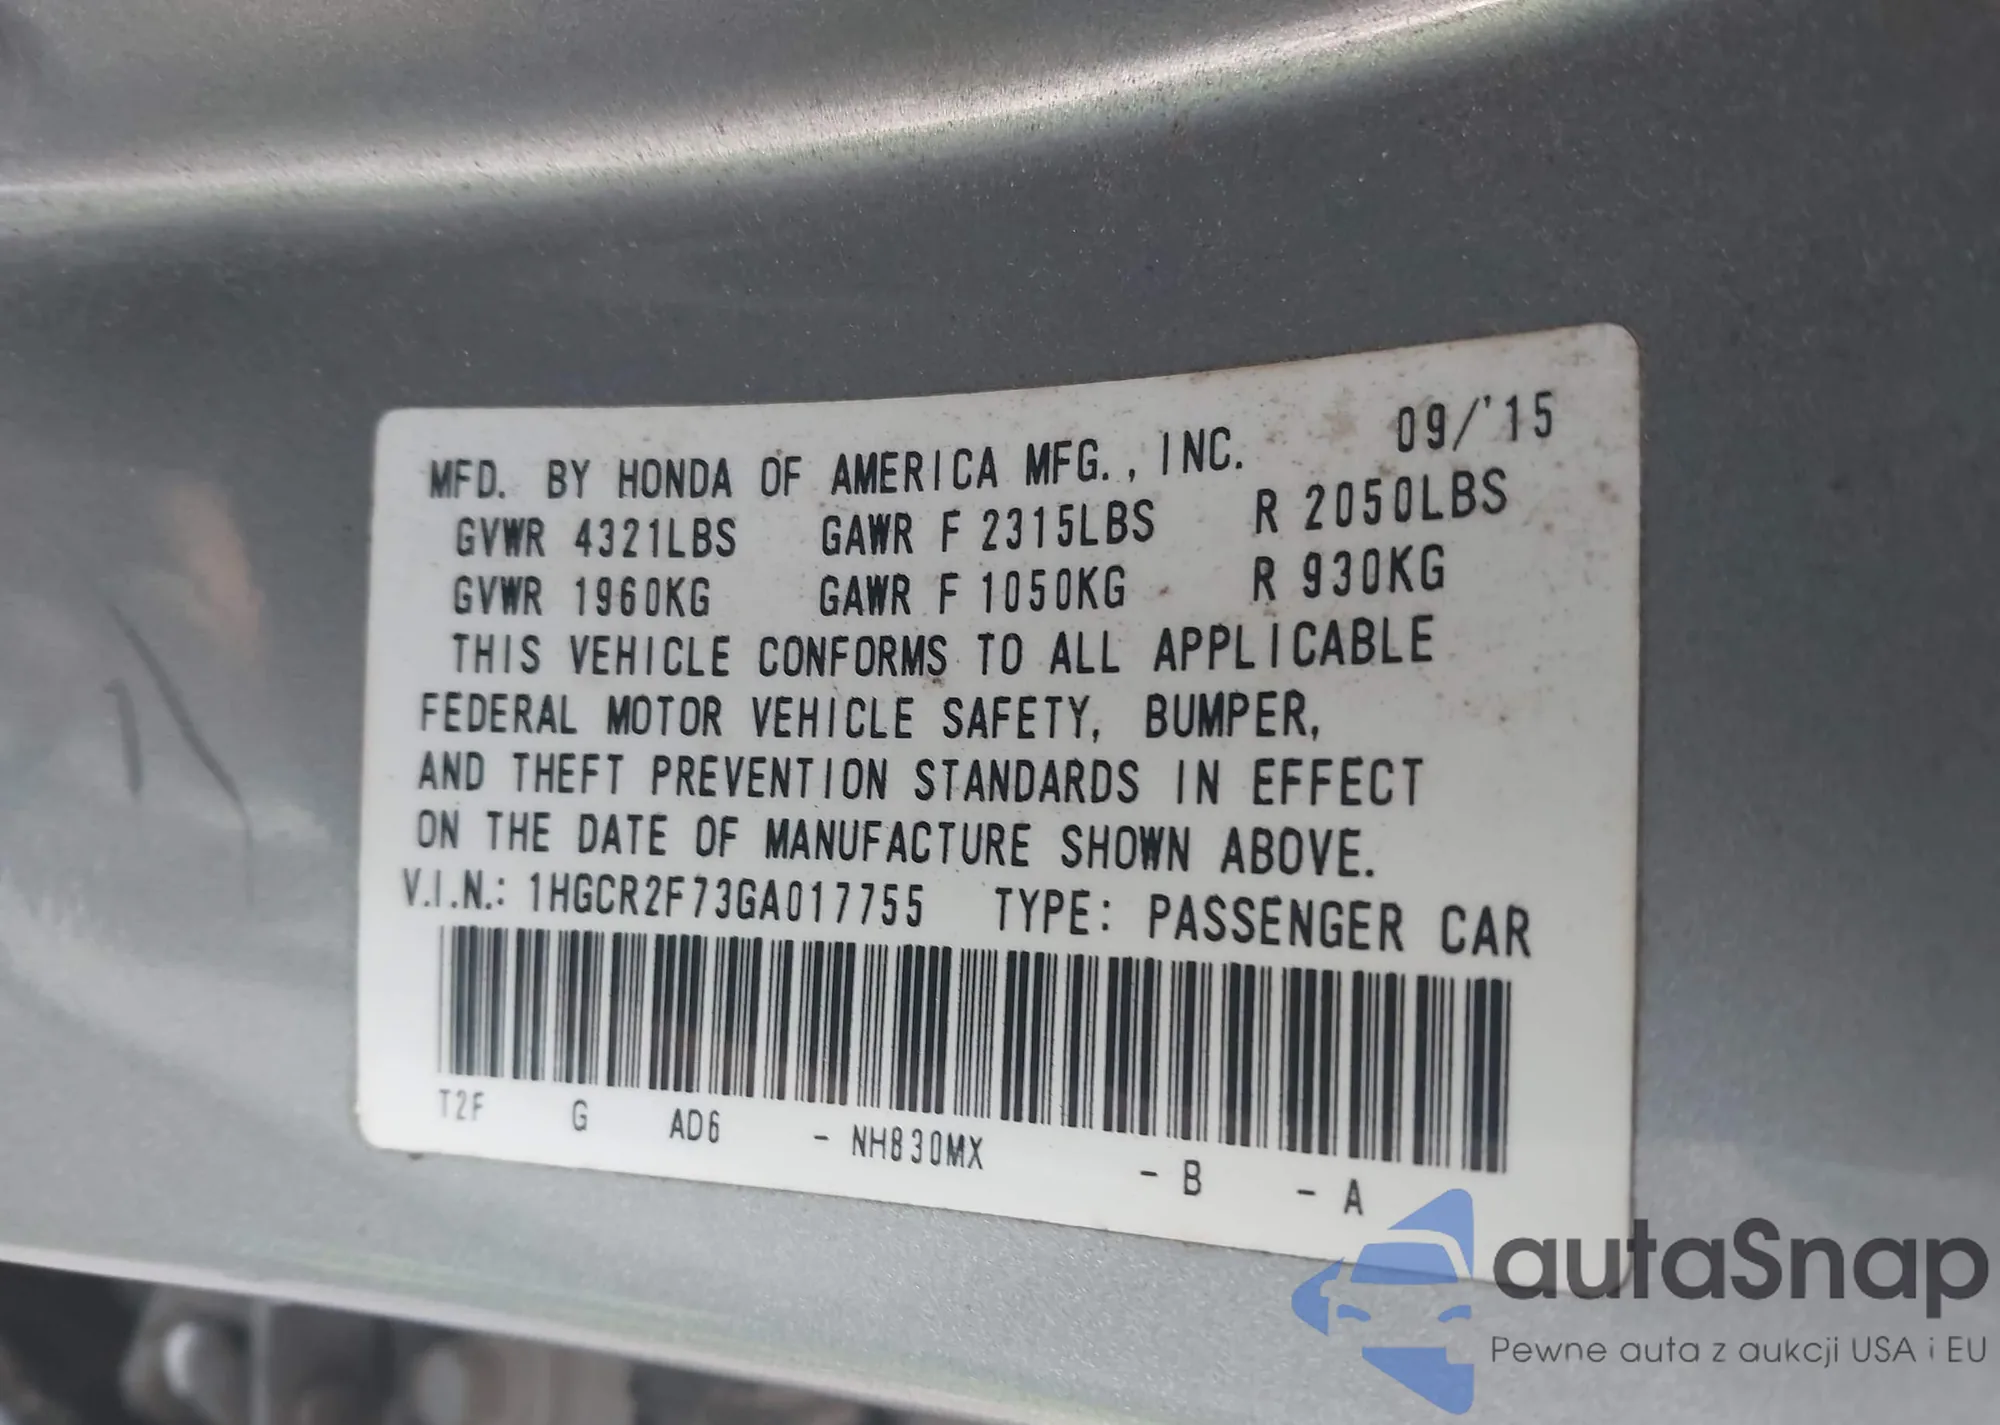 MFD. BY HONDA OF AMERICA MFG., INC. 09/'15
GVWR 4321LBS GAWR F 2315LBS R 2050LBS
GVWR 1960KG GAWR F 1050KG R 930KG
THIS VEHICLE CONFORMS TO ALL APPLICABLE
FEDERAL MOTOR VEHICLE SAFETY, BUMPER,
AND THEFT PREVENTION STANDARDS IN EFFECT
ON THE DATE OF MANUFACTURE SHOWN ABOVE.
V.I.N.: 1HGCR2F73GA017755 TYPE: PASSENGER CAR
T2F G AD6 - NH830MX - B - A
autaSnap
Pewne auta z aukcji USA i EU